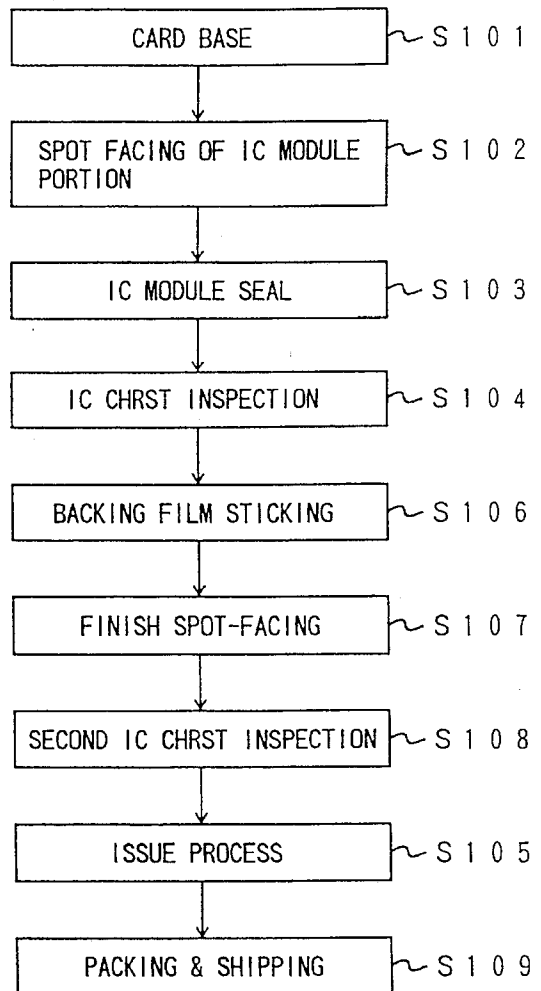 CARD BASE S101
SPOT FACING OF IC MODULE
PORTION S102
IC MODULE SEAL S103
IC CHRST INSPECTION S104
BACKING FILM STICKING S106
FINISH SPOT-FACING S107
SECOND IC CHRST INSPECTION S108
ISSUE PROCESS S105
PACKING & SHIPPING S109